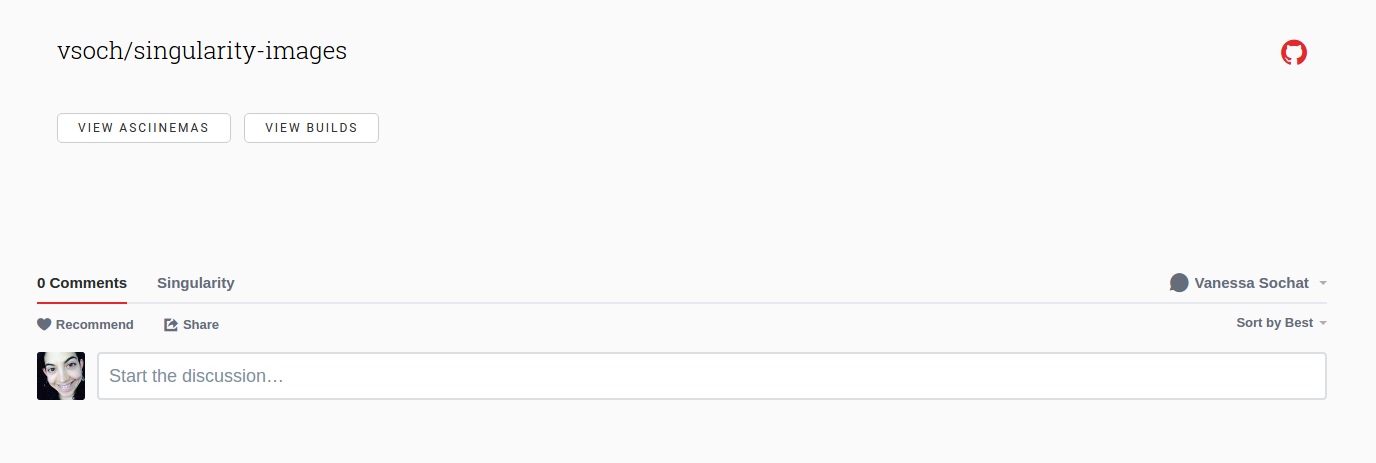 vsoch/singularity-images
VIEW ASCIINEMAS VIEW BUILDS
0 Comments Singularity Vanessa Sochat
Recommend Share Sort by Best
Start the discussion…